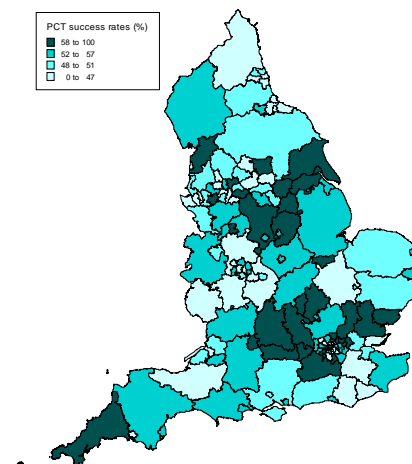 PCT success rates (%)
58 to 100
52 to 57
48 to 51
0 to 47